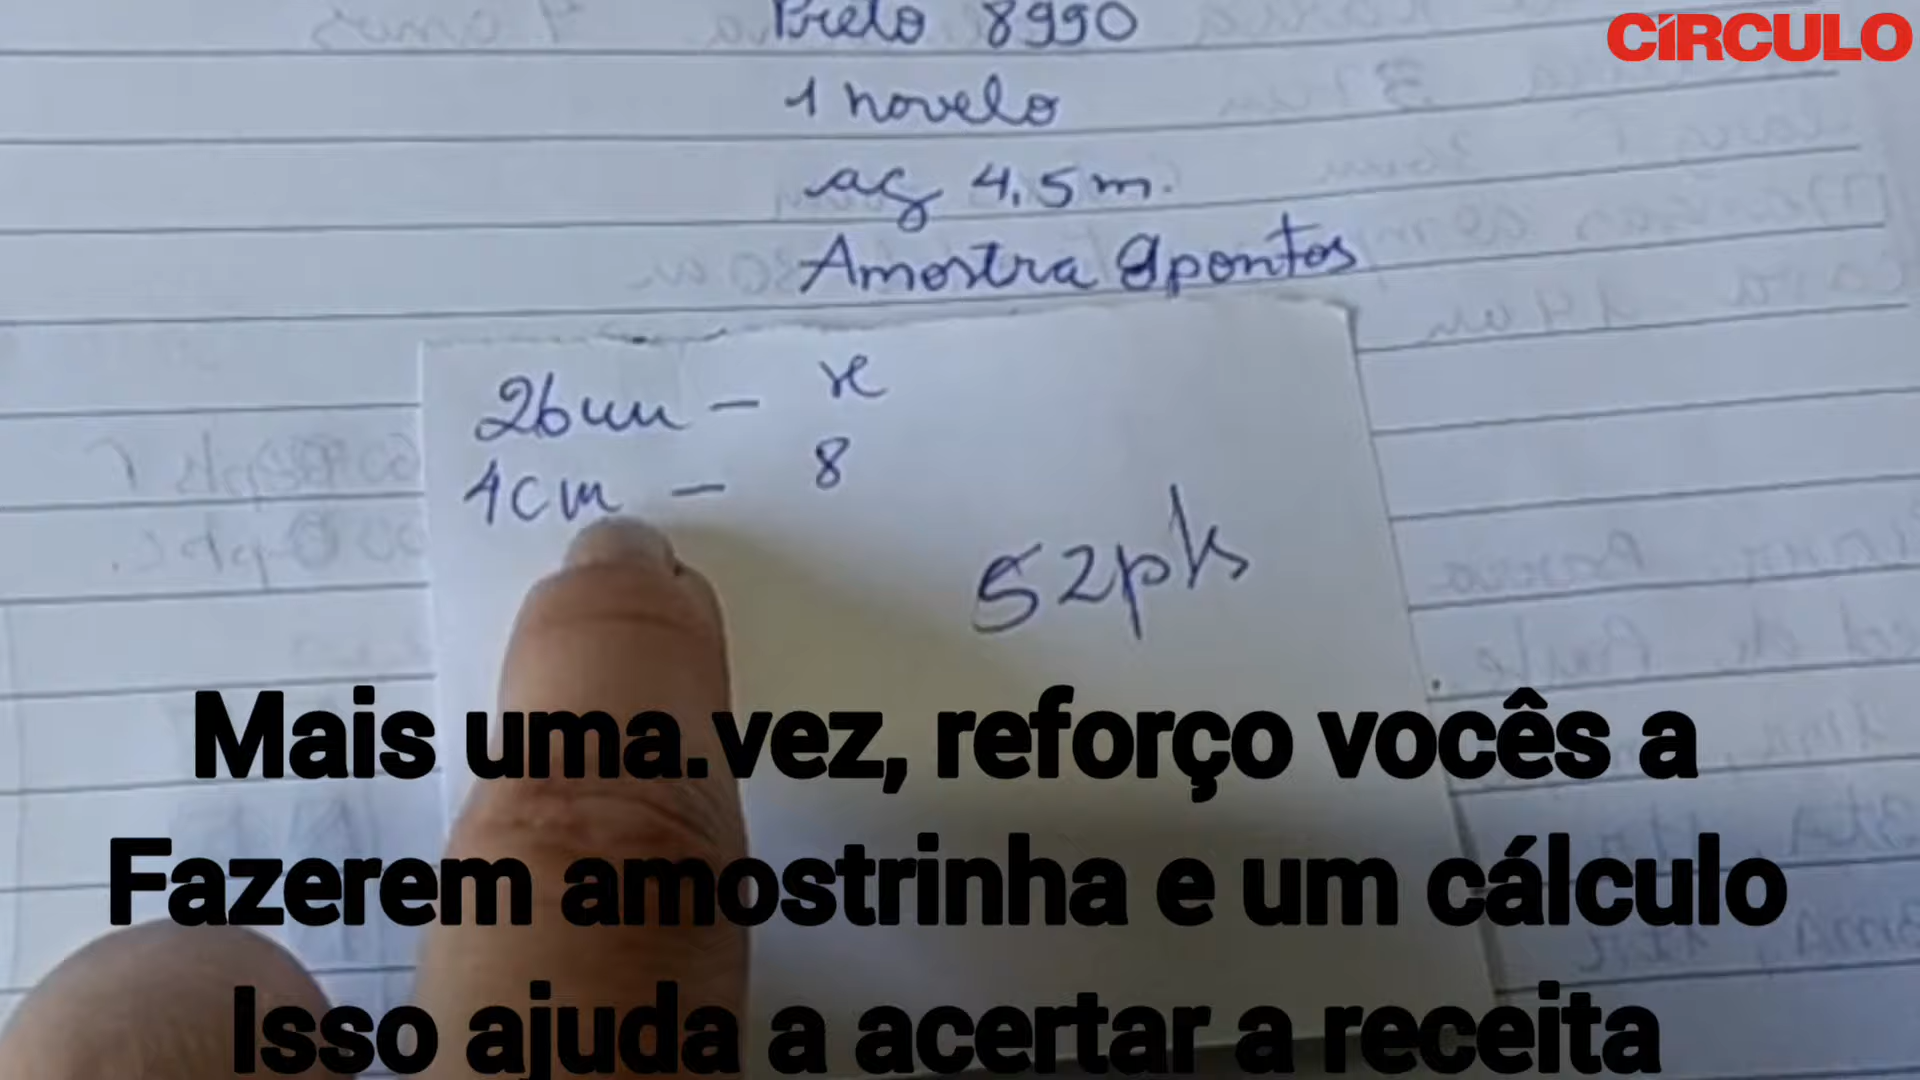 CÍRCULO
Preto 8990
1 novelo
ag 4,5 m.
Amostra 8 pontos
26cm - x
4cm - 8
52pts
Mais uma.vez, reforço vocês a
Fazerem amostrinha e um cálculo
Isso ajuda a acertar a receita